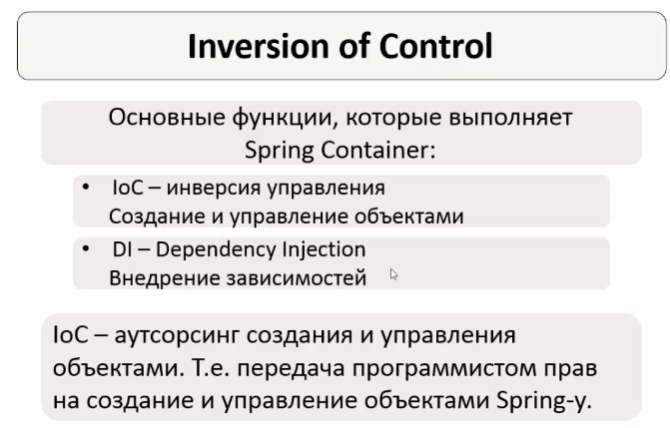 Inversion of Control
Основные функции, которые выполняет
Spring Container:
• IoC – инверсия управления
Создание и управление объектами
• DI – Dependency Injection
Внедрение зависимостей
IoC – аутсорсинг создания и управления
объектами. Т.е. передача программистом прав
на создание и управление объектами Spring-у.